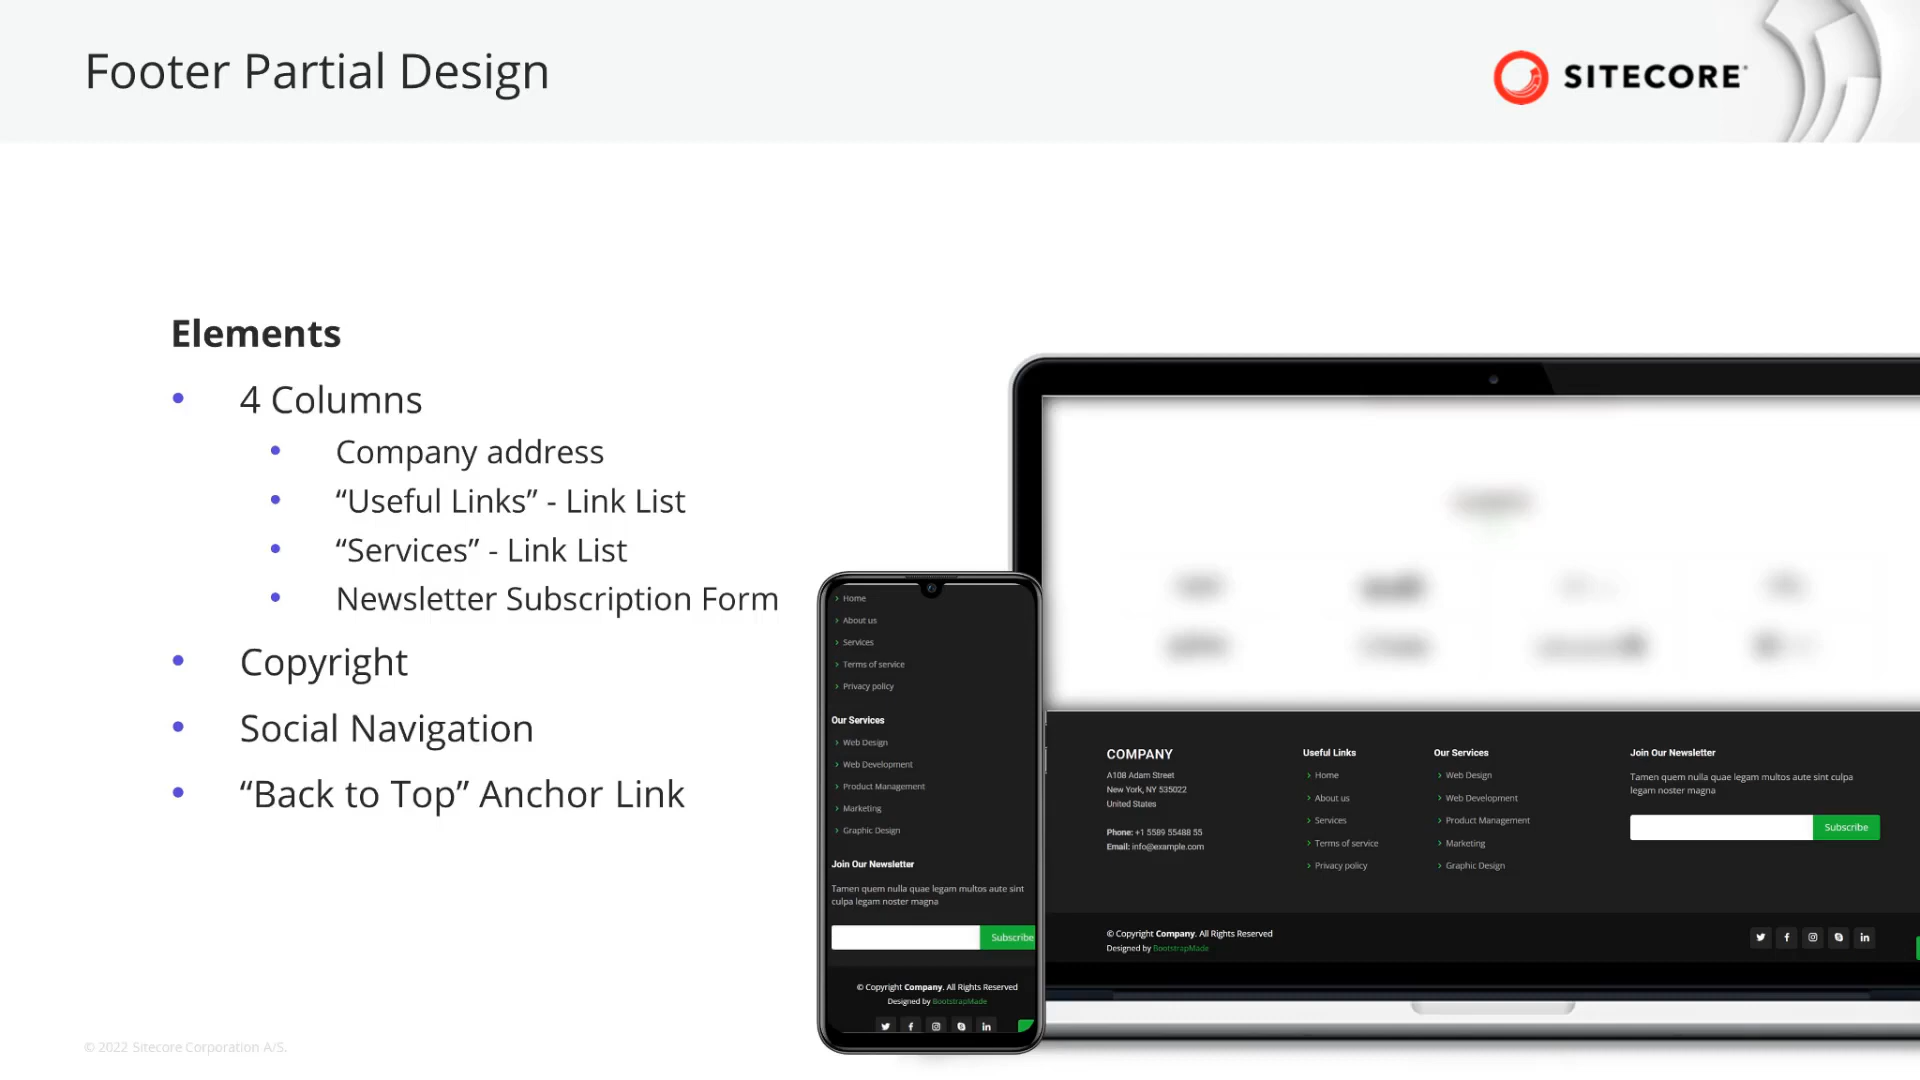 Footer Partial Design
SITECORE
Elements
• 4 Columns
• Company address
• “Useful Links” - Link List
• “Services” - Link List
• Newsletter Subscription Form
• Copyright
• Social Navigation
• “Back to Top” Anchor Link
Home
About us
Services
Terms of service
Privacy policy
Our Services
Web Design
Web Development
Product Management
Marketing
Graphic Design
Join Our Newsletter
Tamen quem nulla quae legam multos aute sint
culpa legam noster magna
Subscribe
© Copyright Company. All Rights Reserved
Designed by BootstrapMade
COMPANY
A108 Adam Street
New York, NY 535022
United States
Phone: +1 5589 55488 55
Email: info@example.com
Useful Links
Home
About us
Services
Terms of service
Privacy policy
Our Services
Web Design
Web Development
Product Management
Marketing
Graphic Design
Join Our Newsletter
Tamen quem nulla quae legam multos aute sint culpa
legam noster magna
Subscribe
© Copyright Company. All Rights Reserved
Designed by BootstrapMade
© 2022 Sitecore Corporation A/S.